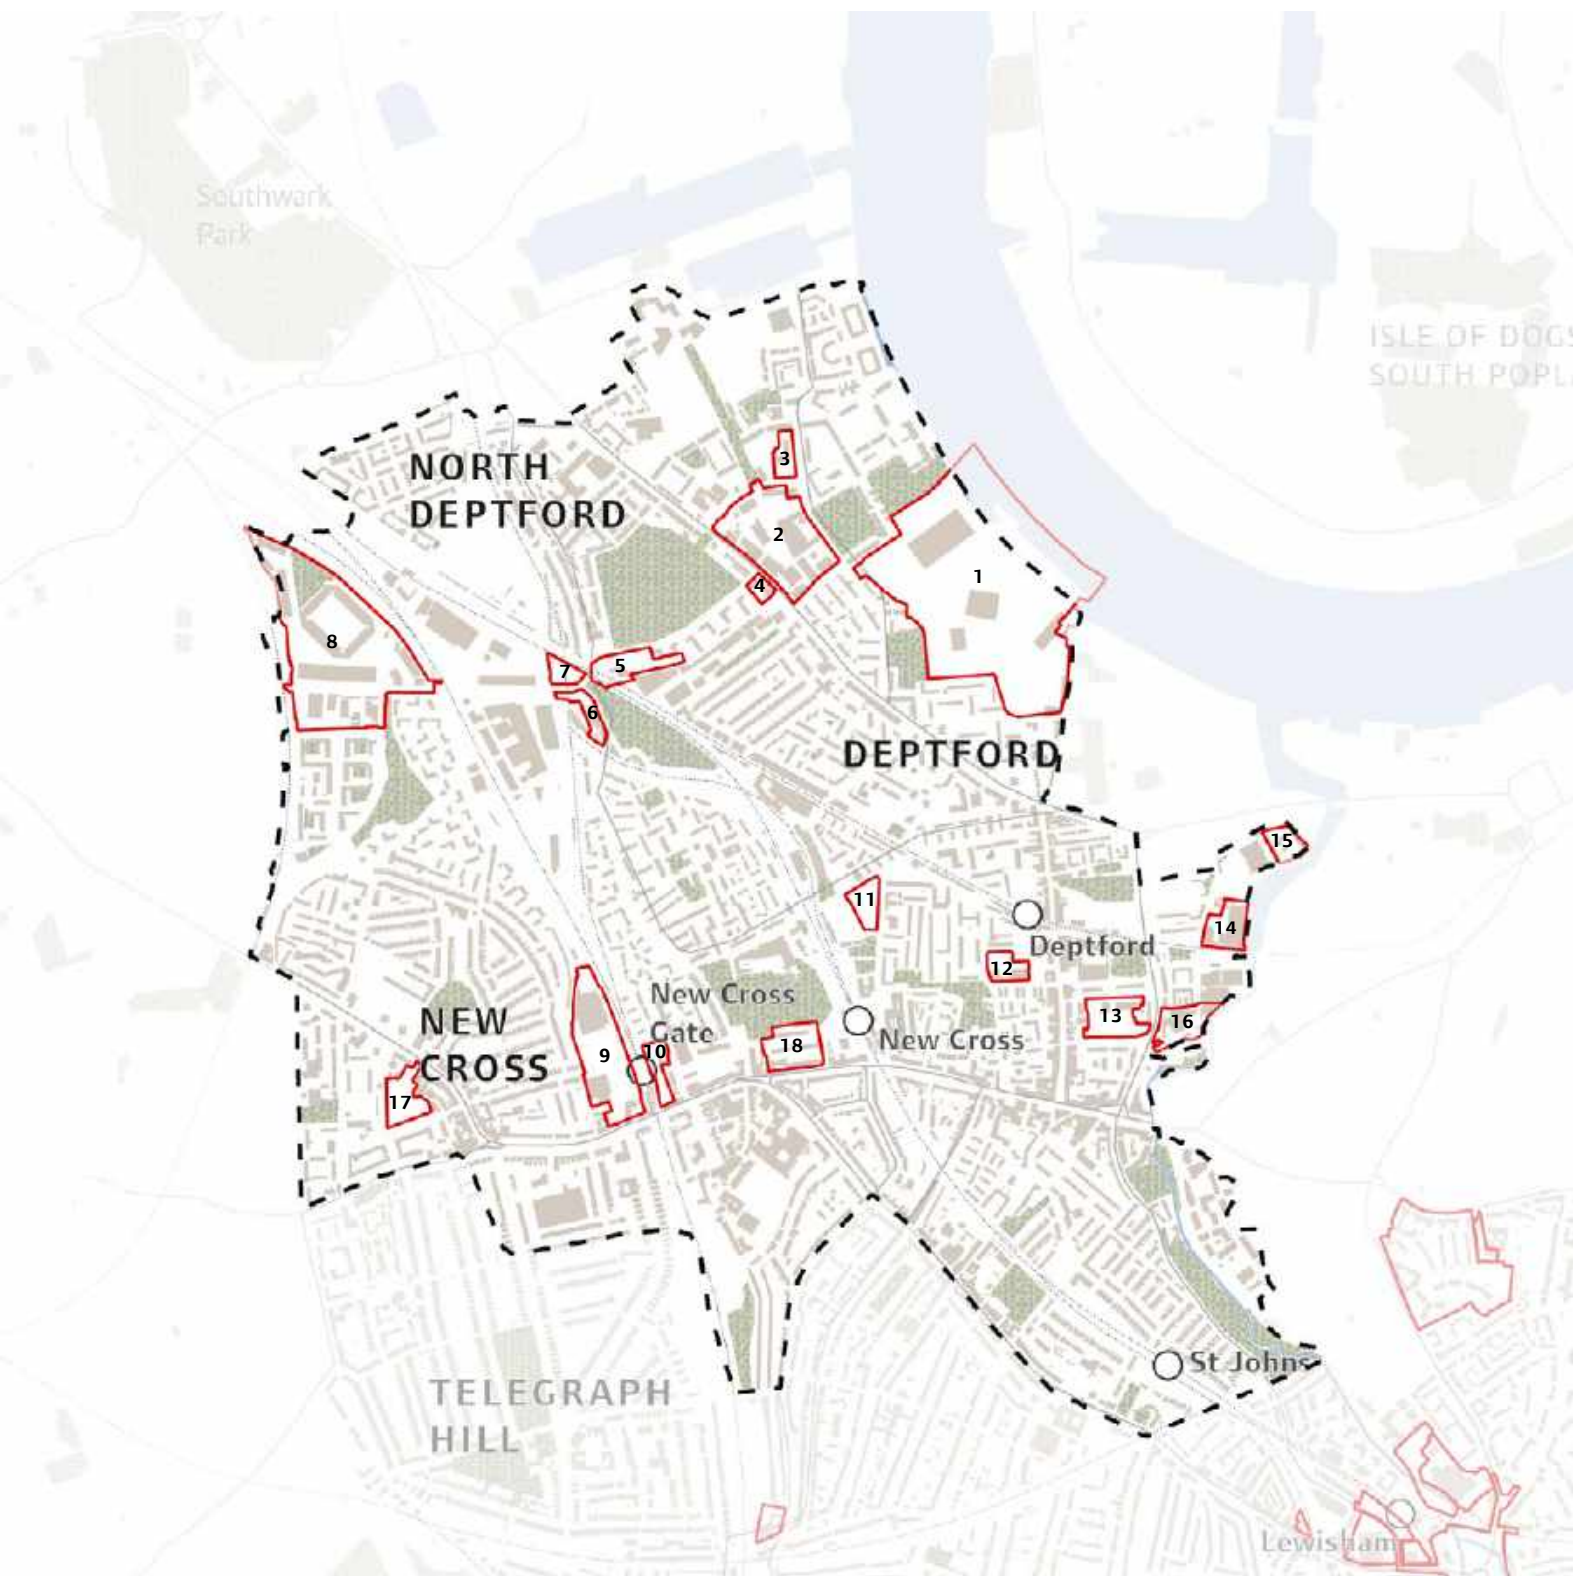 Southwark
Park
ISLE OF DOGS
SOUTH POPL
NORTH
DEPTFORD
3
2
4
1
8
7
5
6
DEPTFORD
15
11
14
Deptford
12
New Cross
Gate
13
16
18
New Cross
NEW
CROSS
9
10
17
St Johns
TELEGRAPH
HILL
Lewisham